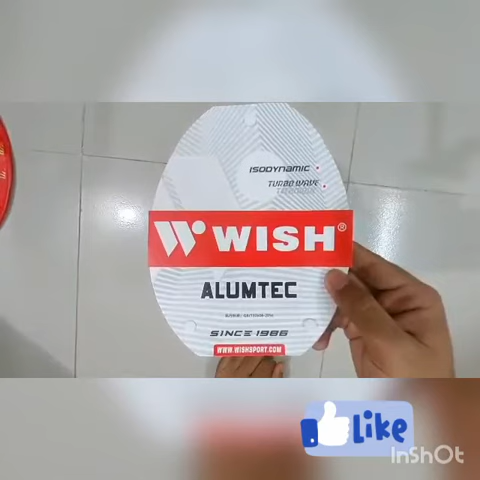 ISODYNAMIC
TURBO WAVE
W WISH®
ALUMTEC
SINCE·1986
WWW.WISHSPORT.COM
Like
InShOt